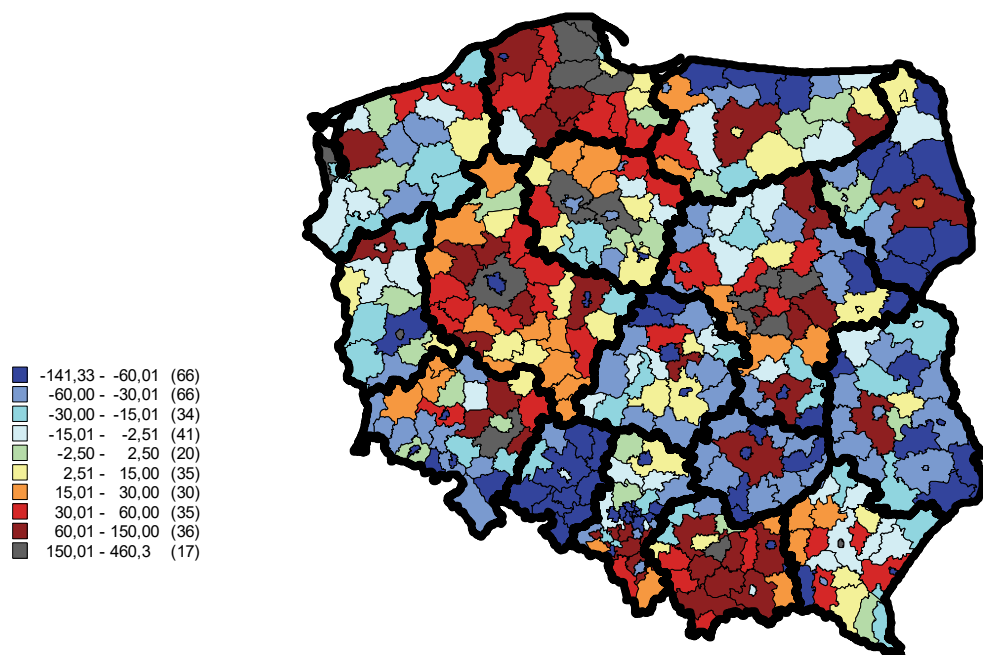 -141,33 - -60,01 (66)
-60,00 - -30,01 (66)
-30,00 - -15,01 (34)
-15,01 - -2,51 (41)
-2,50 - 2,50 (20)
2,51 - 15,00 (35)
15,01 - 30,00 (30)
30,01 - 60,00 (35)
60,01 - 150,00 (36)
150,01 - 460,3 (17)